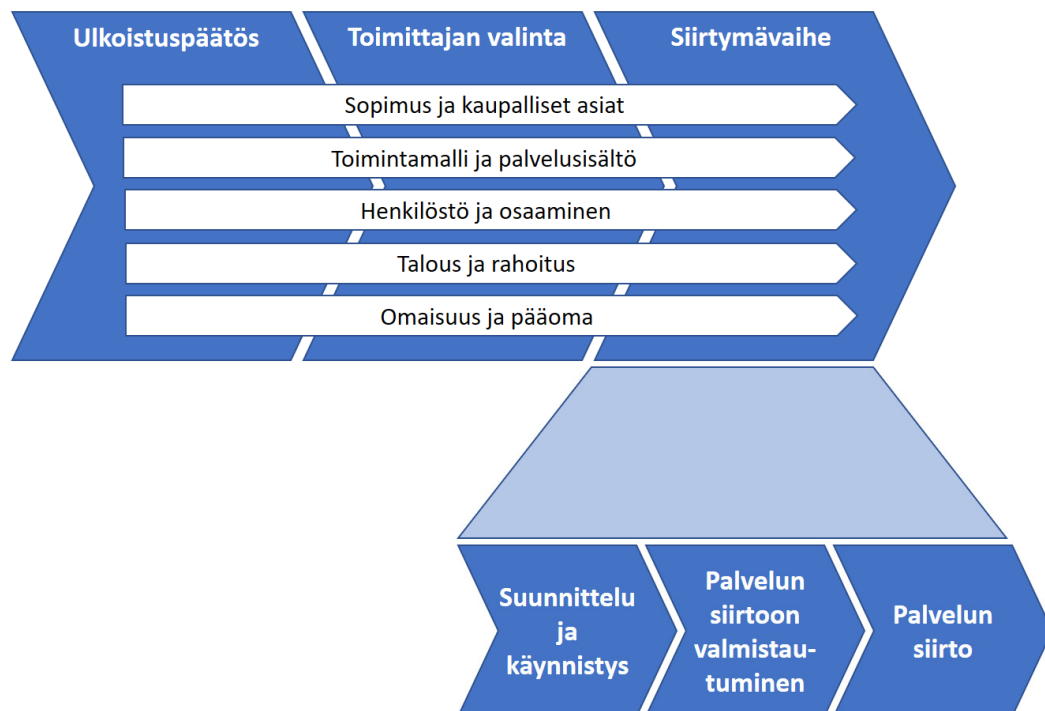 Ulkoistuspäätös
Toimittajan valinta
Siirtymävaihe
Sopimus ja kaupalliset asiat
Toimintamalli ja palvelusisältö
Henkilöstö ja osaaminen
Talous ja rahoitus
Omaisuus ja pääoma
Suunnittelu
ja
käynnistys
Palvelun
siirtoon
valmistau-
tuminen
Palvelun
siirto